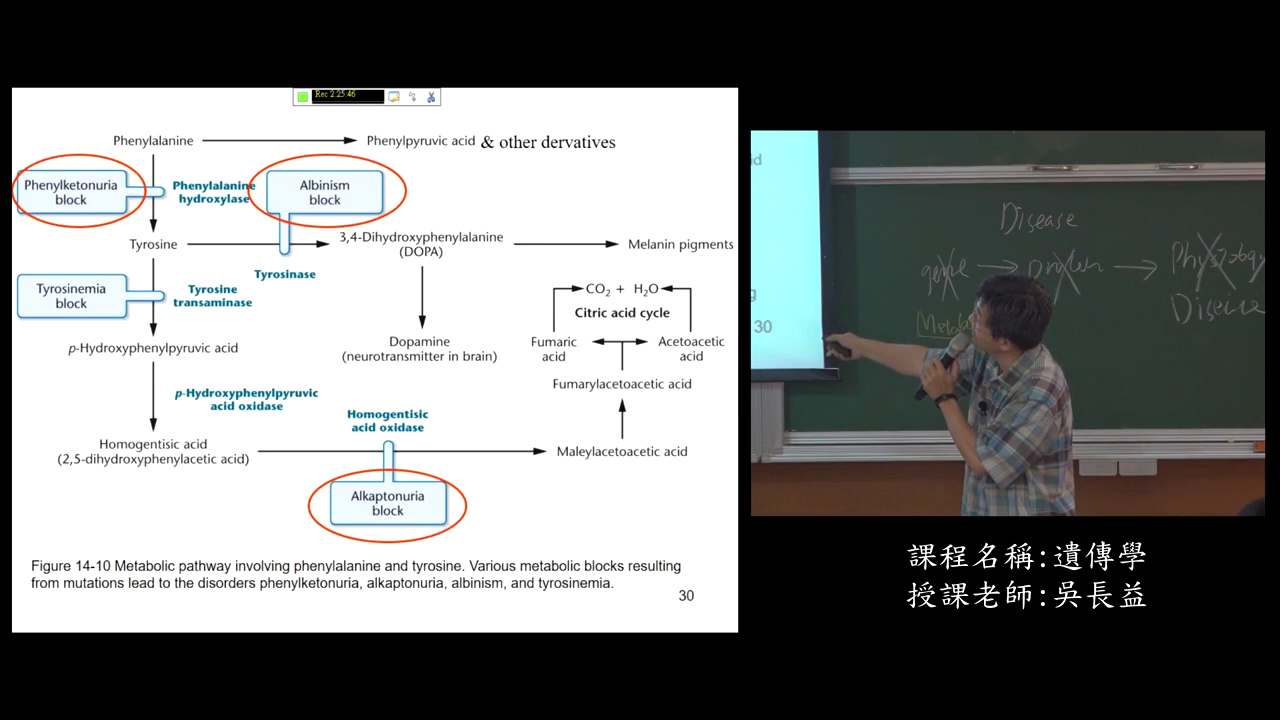 Rec 2:25:46
Phenylalanine
Phenylpyruvic acid & other dervatives
Phenylketonuria
block
Phenylalanine
hydroxylase
Albinism
block
Tyrosine
3,4-Dihydroxyphenylalanine
(DOPA)
Melanin pigments
Tyrosinase
Tyrosinemia
block
Tyrosine
transaminase
CO2 + H2O
Citric acid cycle
p-Hydroxyphenylpyruvic acid
Dopamine
(neurotransmitter in brain)
Fumaric
acid
Acetoacetic
acid
Fumarylacetoacetic acid
p-Hydroxyphenylpyruvic
acid oxidase
Homogentisic
acid oxidase
Homogentisic acid
(2,5-dihydroxyphenylacetic acid)
Maleylacetoacetic acid
Alkaptonuria
block
Figure 14-10 Metabolic pathway involving phenylalanine and tyrosine. Various metabolic blocks resulting
from mutations lead to the disorders phenylketonuria, alkaptonuria, albinism, and tyrosinemia.
30
id
g
30
Disease
gene → Protein → Physiology
Disease
課程名稱:遺傳學
授課老師:吳長益